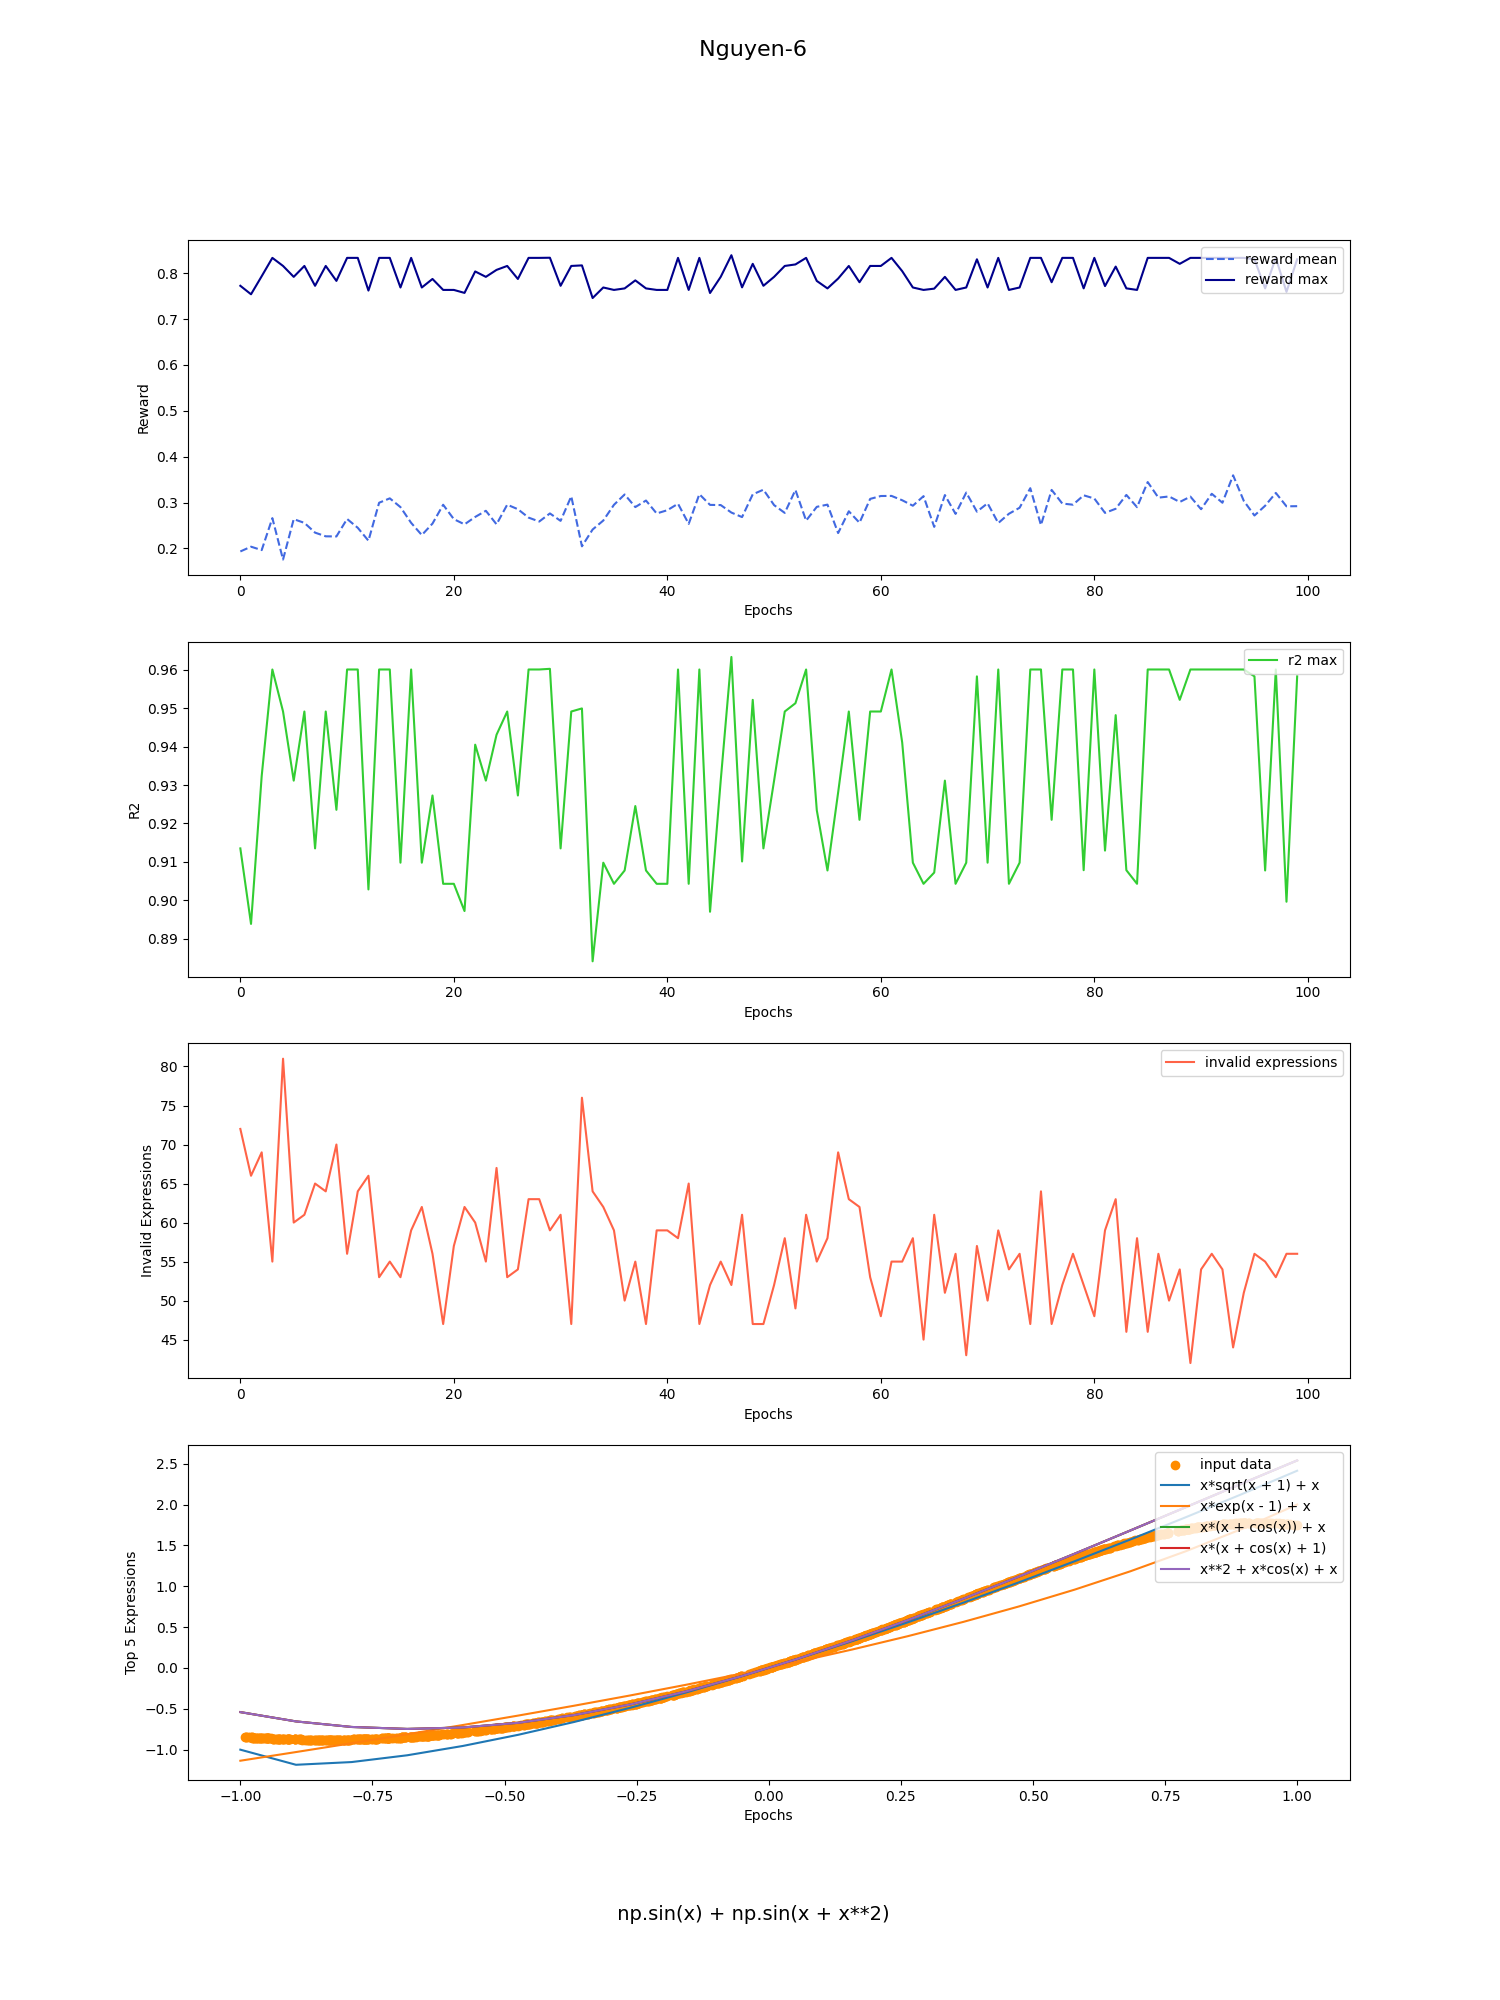 Nguyen-6
reward mean
reward max
0.8
0.7
0.6
0.5
0.4
0.3
0.2
Reward
0 20 40 60 80 100
Epochs
r2 max
0.96
0.95
0.94
0.93
0.92
0.91
0.90
0.89
R2
0 20 40 60 80 100
Epochs
invalid expressions
80
75
70
65
60
55
50
45
Invalid Expressions
0 20 40 60 80 100
Epochs
input data
x*sqrt(x + 1) + x
x*exp(x - 1) + x
x*(x + cos(x)) + x
x*(x + cos(x) + 1)
x**2 + x*cos(x) + x
2.5
2.0
1.5
1.0
0.5
0.0
−0.5
−1.0
Top 5 Expressions
−1.00 −0.75 −0.50 −0.25 0.00 0.25 0.50 0.75 1.00
Epochs
np.sin(x) + np.sin(x + x**2)